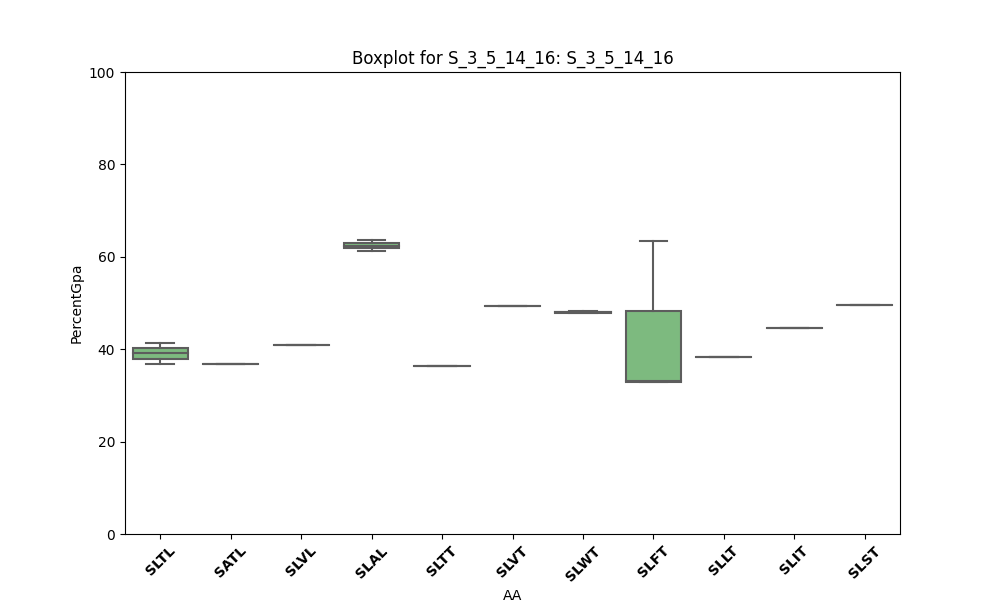 Boxplot for S_3_5_14_16: S_3_5_14_16
100
80
60
40
20
0
PercentGpa
SLTL SATL SLVL SLAL SLTT SLVT SLWT SLFT SLLT SLIT SLST
AA